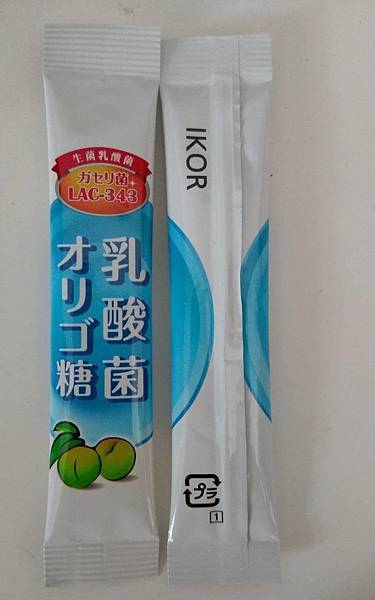 生菌乳酸菌
ガセリ菌
LAC-343
乳酸菌
オリゴ糖
IKOR
プラ
1